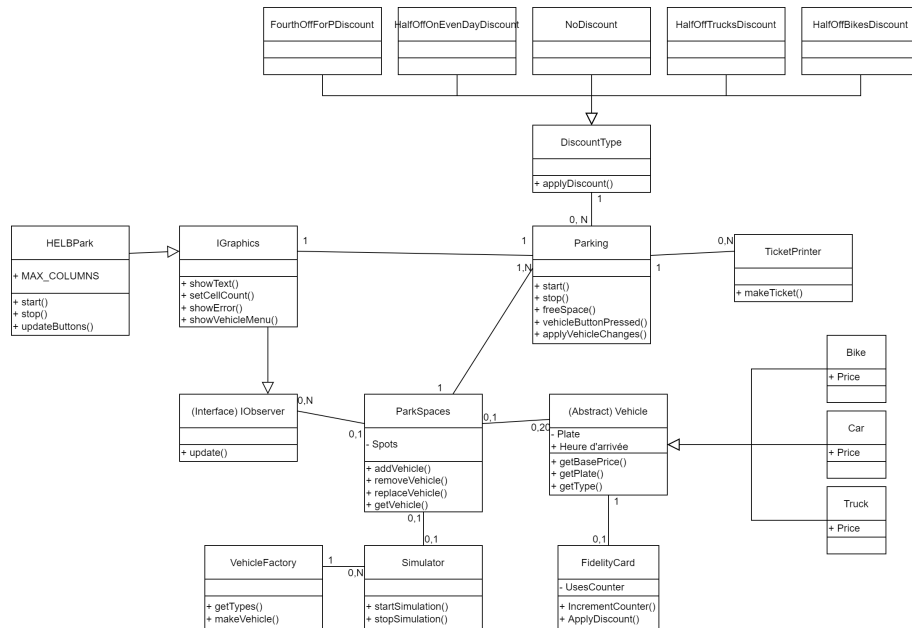 FourthOffForPDiscount
HalfOffOnEvenDayDiscount
NoDiscount
HalfOffTrucksDiscount
HalfOffBikesDiscount
DiscountType
+ applyDiscount()
1
0, N
HELBPark
+ MAX_COLUMNS
+ start()
+ stop()
+ updateButtons()
IGraphics
+ showText()
+ setCellCount()
+ showError()
+ showVehicleMenu()
1
1
1,N
Parking
+ start()
+ stop()
+ freeSpace()
+ vehicleButtonPressed()
+ applyVehicleChanges()
1
0,N
TicketPrinter
+ makeTicket()
(Interface) IObserver
+ update()
0,N
0,1
1
ParkSpaces
- Spots
+ addVehicle()
+ removeVehicle()
+ replaceVehicle()
+ getVehicle()
0,1
0,20
(Abstract) Vehicle
- Plate
+ Heure d'arrivée
+ getBasePrice()
+ getPlate()
+ getType()
Bike
+ Price
Car
+ Price
Truck
+ Price
0,1
0,1
1
0,1
VehicleFactory
+ getTypes()
+ makeVehicle()
1
0,N
Simulator
+ startSimulation()
+ stopSimulation()
FidelityCard
- UsesCounter
+ IncrementCounter()
+ ApplyDiscount()